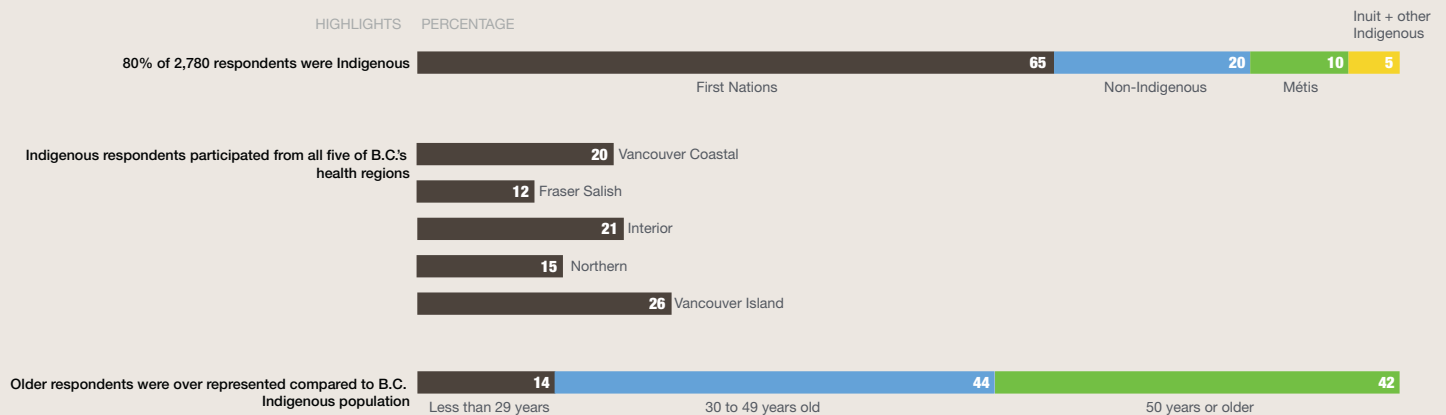 HIGHLIGHTS PERCENTAGE
Inuit + other
Indigenous
80% of 2,780 respondents were Indigenous 65 20 10 5
First Nations Non-Indigenous Métis
Indigenous respondents participated from all five of B.C.'s
health regions
20 Vancouver Coastal
12 Fraser Salish
21 Interior
15 Northern
26 Vancouver Island
Older respondents were over represented compared to B.C.
Indigenous population
14 44 42
Less than 29 years 30 to 49 years old 50 years or older